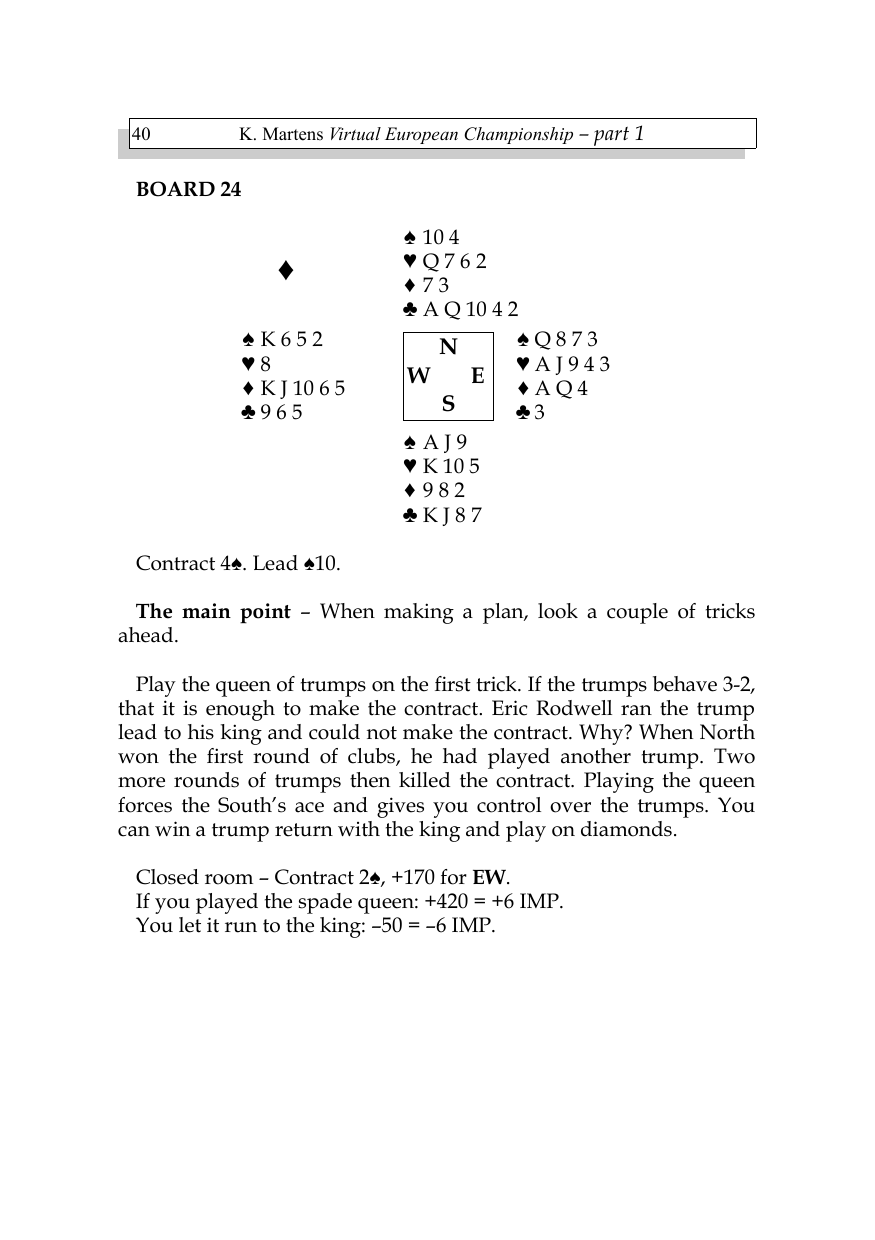 40 K. Martens Virtual European Championship – part 1
BOARD 24
♠ 10 4
♦ ♥ Q 7 6 2
♦ 7 3
♣ A Q 10 4 2
♠ K 6 5 2 N ♠ Q 8 7 3
♥ 8 W E ♥ A J 9 4 3
♦ K J 10 6 5 ♦ A Q 4
♣ 9 6 5 S ♣ 3
♠ A J 9
♥ K 10 5
♦ 9 8 2
♣ K J 8 7
Contract 4♠. Lead ♠10.
The main point – When making a plan, look a couple of tricks
ahead.
Play the queen of trumps on the first trick. If the trumps behave 3-2,
that it is enough to make the contract. Eric Rodwell ran the trump
lead to his king and could not make the contract. Why? When North
won the first round of clubs, he had played another trump. Two
more rounds of trumps then killed the contract. Playing the queen
forces the South’s ace and gives you control over the trumps. You
can win a trump return with the king and play on diamonds.
Closed room – Contract 2♠, +170 for EW.
If you played the spade queen: +420 = +6 IMP.
You let it run to the king: –50 = –6 IMP.